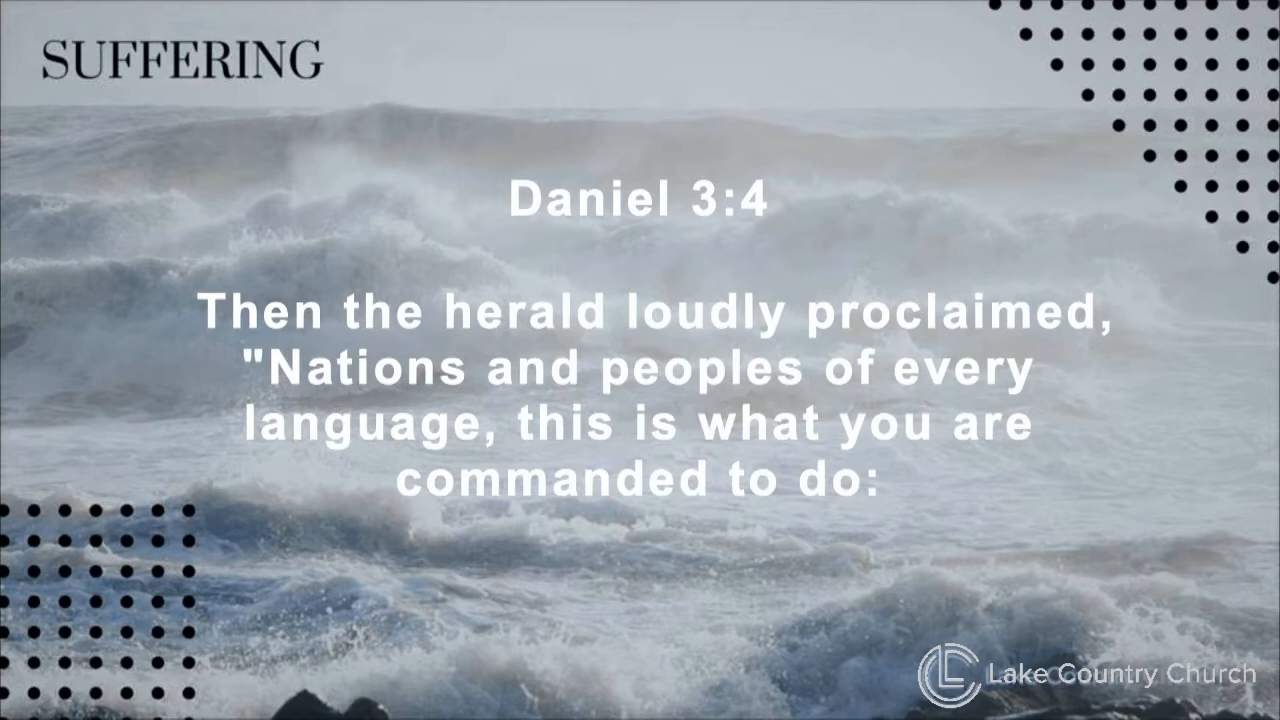 SUFFERING
Daniel 3:4
Then the herald loudly proclaimed,
"Nations and peoples of every
language, this is what you are
commanded to do:
Lake Country Church